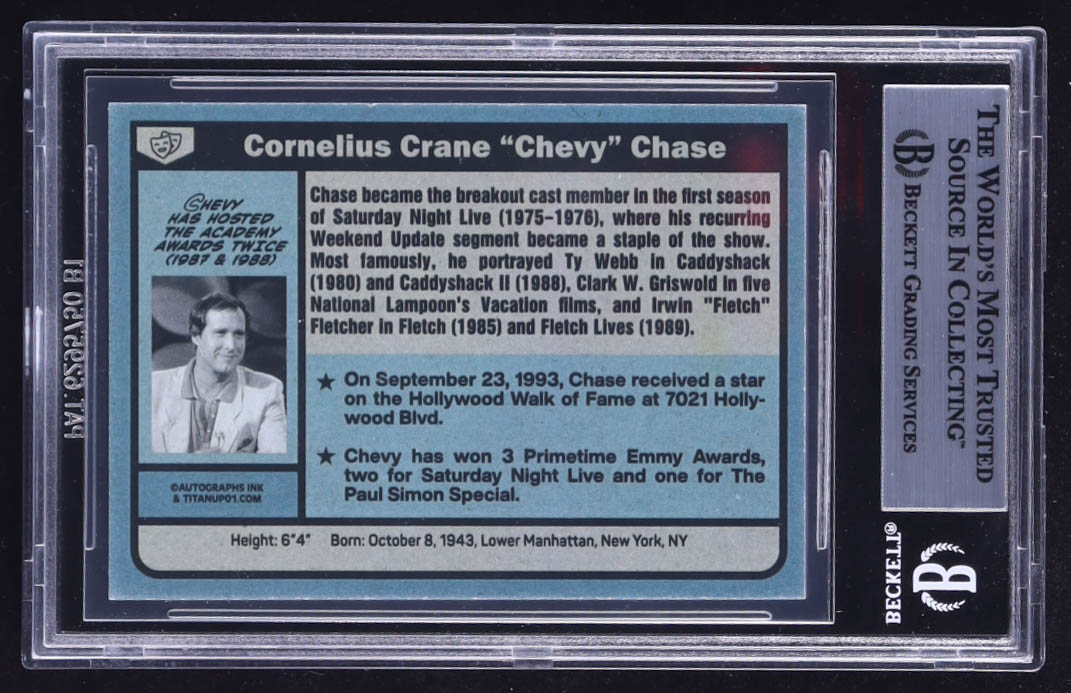 Cornelius Crane "Chevy" Chase
CHEVY
HAS HOSTED
THE ACADEMY
AWARDS TWICE
(1987 & 1988)
©AUTOGRAPHS INK
& TITANUP01.COM
Chase became the breakout cast member in the first season
of Saturday Night Live (1975-1976), where his recurring
Weekend Update segment became a staple of the show.
Most famously, he portrayed Ty Webb in Caddyshack
(1980) and Caddyshack II (1988), Clark W. Griswold in five
National Lampoon's Vacation films, and Irwin "Fletch"
Fletcher in Fletch (1985) and Fletch Lives (1989).
★ On September 23, 1993, Chase received a star
on the Hollywood Walk of Fame at 7021 Holly-
wood Blvd.
★ Chevy has won 3 Primetime Emmy Awards,
two for Saturday Night Live and one for The
Paul Simon Special.
Height: 6"4" Born: October 8, 1943, Lower Manhattan, New York, NY
THE WORLD'S MOST TRUSTED
SOURCE IN COLLECTING™
B BECKETT GRADING SERVICES
BECKETT®
B